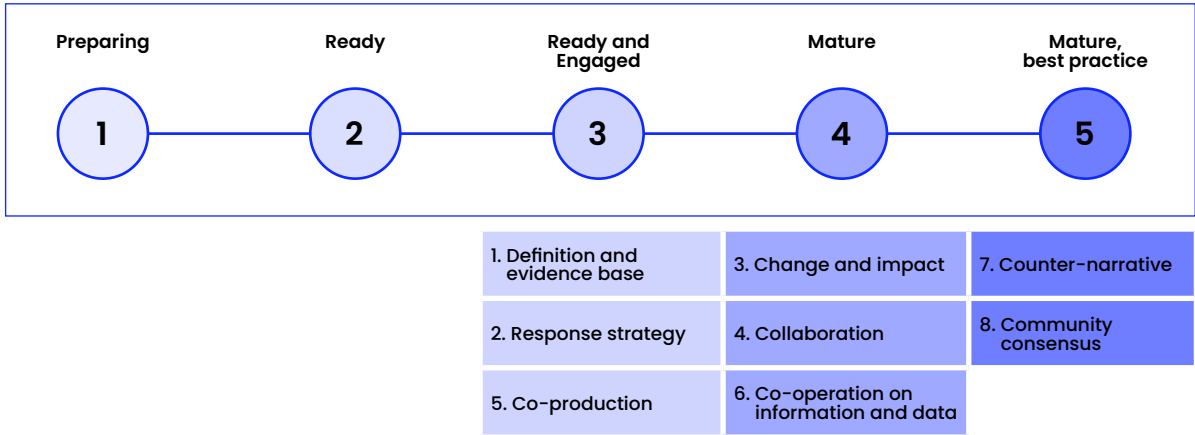 Preparing
Ready
Ready and
Engaged
Mature
Mature,
best practice
1
2
3
4
5
1. Definition and
evidence base
3. Change and impact
7. Counter-narrative
2. Response strategy
4. Collaboration
8. Community
consensus
5. Co-production
6. Co-operation on
information and data